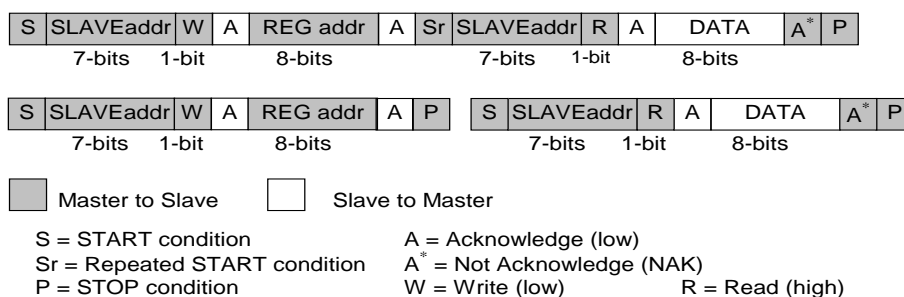 S SLAVEaddr W A REG addr A Sr SLAVEaddr R A DATA A* P
7-bits 1-bit 8-bits 7-bits 1-bit 8-bits
S SLAVEaddr W A REG addr A P S SLAVEaddr R A DATA A* P
7-bits 1-bit 8-bits 7-bits 1-bit 8-bits
Master to Slave Slave to Master
S = START condition A = Acknowledge (low)
Sr = Repeated START condition A* = Not Acknowledge (NAK)
P = STOP condition W = Write (low) R = Read (high)